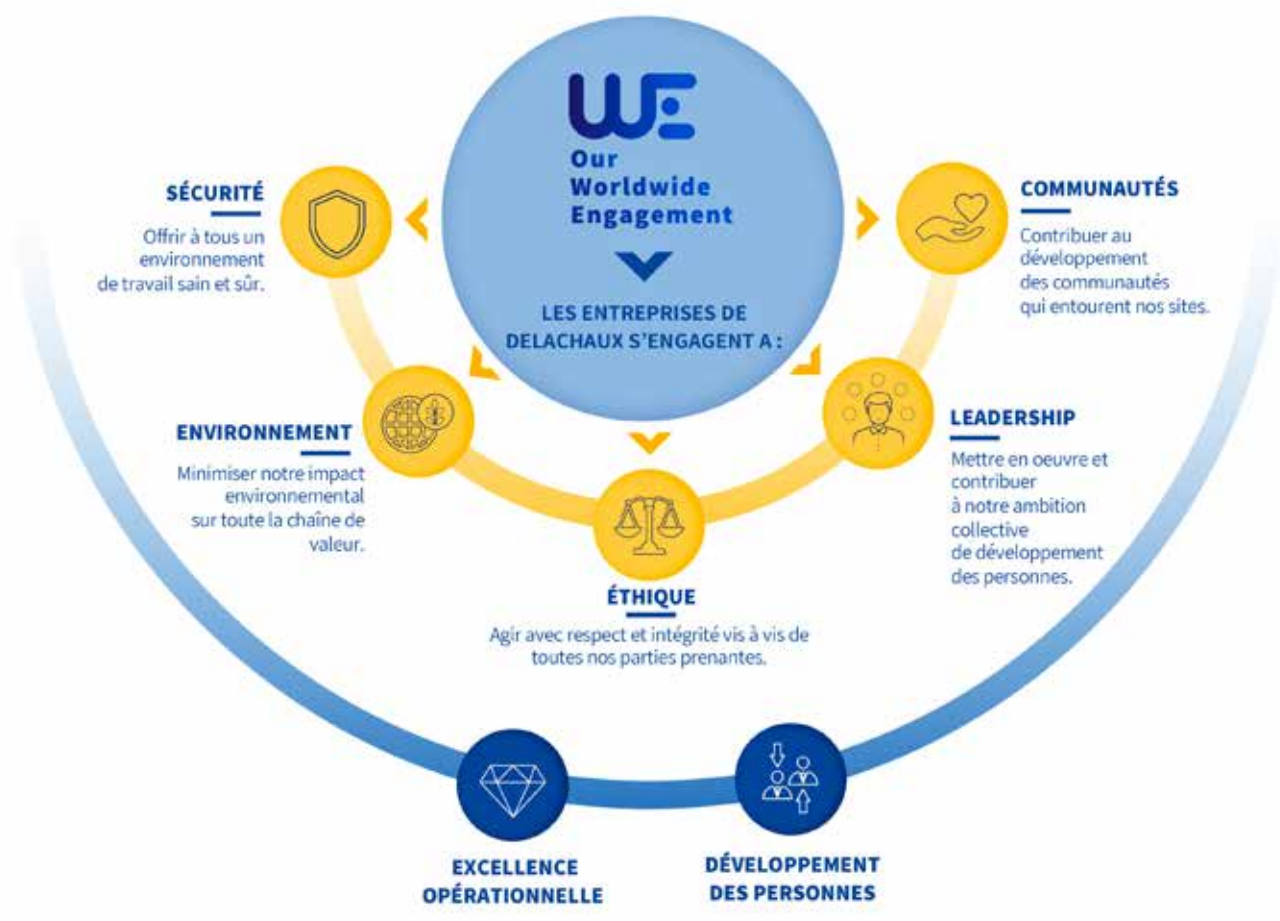 WE
Our
Worldwide
Engagement
LES ENTREPRISES DE
DELACHAUX S'ENGAGENT A :
SÉCURITÉ
Offrir à tous un
environnement
de travail sain et sûr.
ENVIRONNEMENT
Minimiser notre impact
environnemental
sur toute la chaîne de
valeur.
ÉTHIQUE
Agir avec respect et intégrité vis à vis de
toutes nos parties prenantes.
LEADERSHIP
Mettre en oeuvre et
contribuer
à notre ambition
collective
de développement
des personnes.
COMMUNAUTÉS
Contribuer au
développement
des communautés
qui entourent nos sites.
EXCELLENCE
OPÉRATIONNELLE
DÉVELOPPEMENT
DES PERSONNES